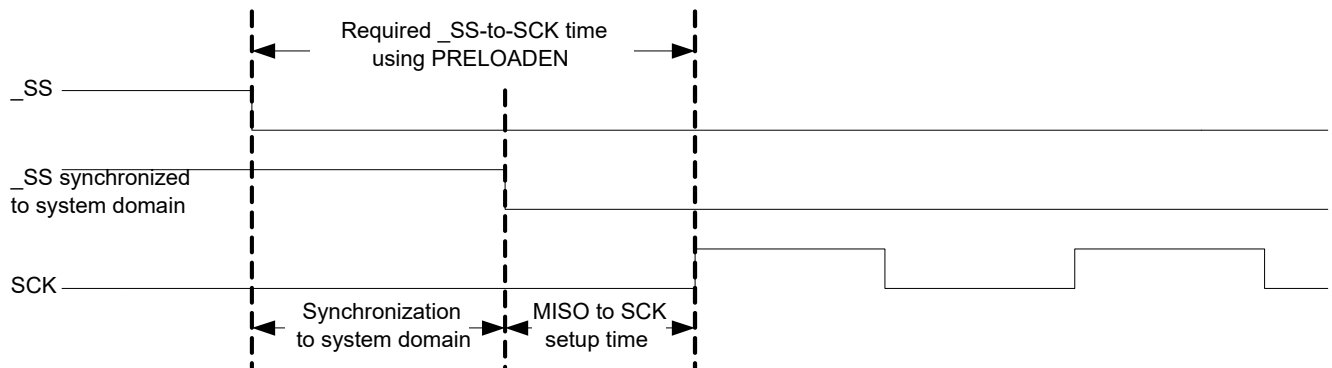 Required _SS-to-SCK time
using PRELOADEN
_SS
_SS synchronized
to system domain
SCK
Synchronization
to system domain
MISO to SCK
setup time